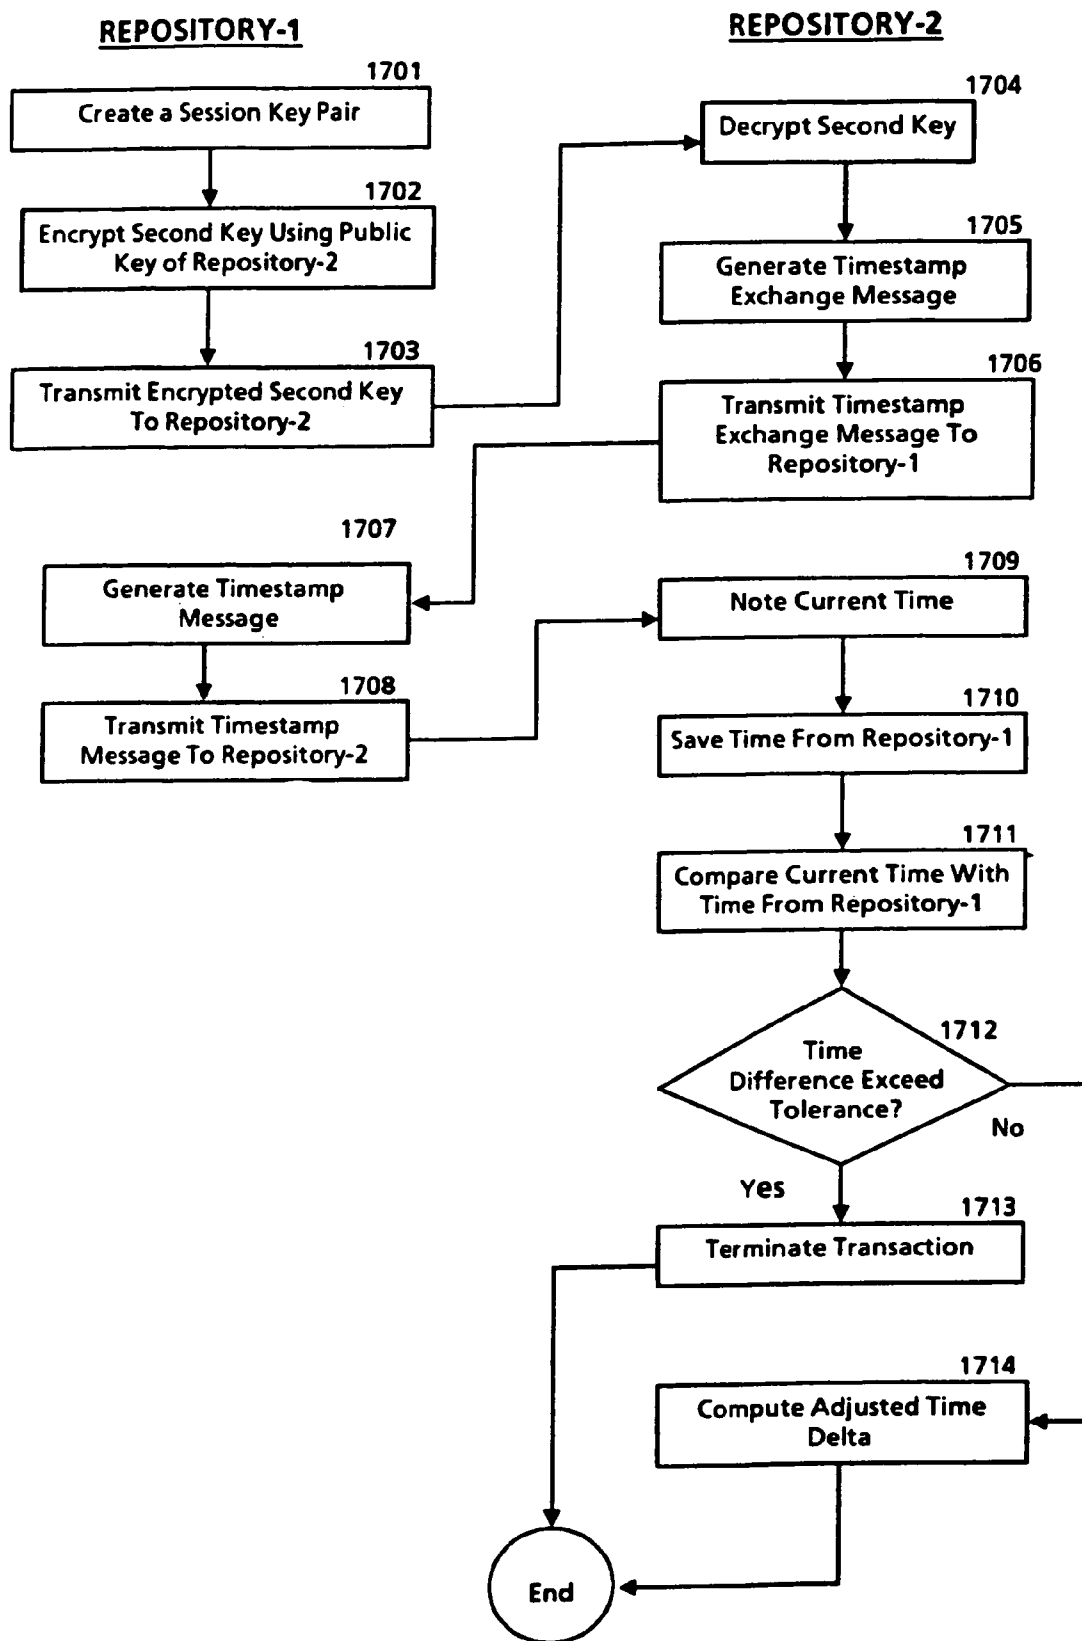 REPOSITORY-1
1701
Create a Session Key Pair
1702
Encrypt Second Key Using Public
Key of Repository-2
1703
Transmit Encrypted Second Key
To Repository-2
REPOSITORY-2
1704
Decrypt Second Key
1705
Generate Timestamp
Exchange Message
1706
Transmit Timestamp
Exchange Message To
Repository-1
1707
Generate Timestamp
Message
1708
Transmit Timestamp
Message To Repository-2
1709
Note Current Time
1710
Save Time From Repository-1
1711
Compare Current Time With
Time From Repository-1
1712
Time
Difference Exceed
Tolerance?
No
Yes
1713
Terminate Transaction
1714
Compute Adjusted Time
Delta
End